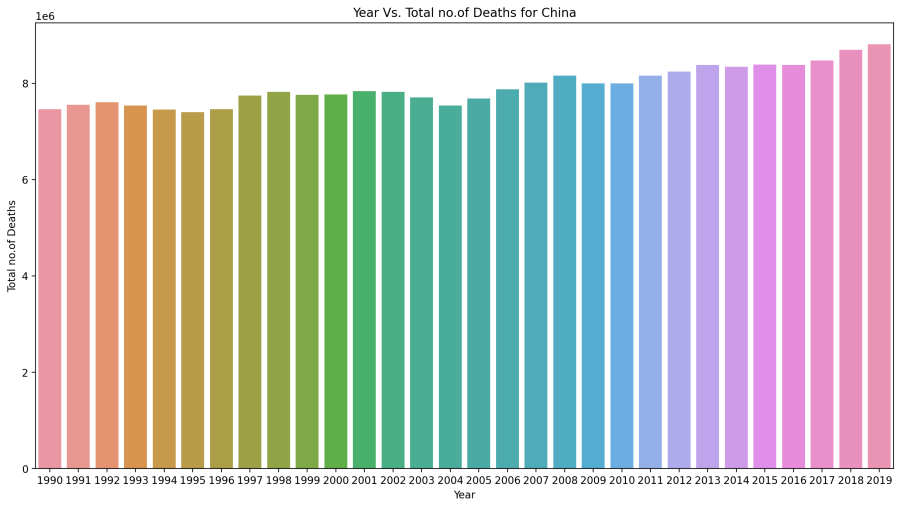 Year Vs. Total no.of Deaths for China
1e6
8
6
4
2
0
Total no.of Deaths
1990 1991 1992 1993 1994 1995 1996 1997 1998 1999 2000 2001 2002 2003 2004 2005 2006 2007 2008 2009 2010 2011 2012 2013 2014 2015 2016 2017 2018 2019
Year